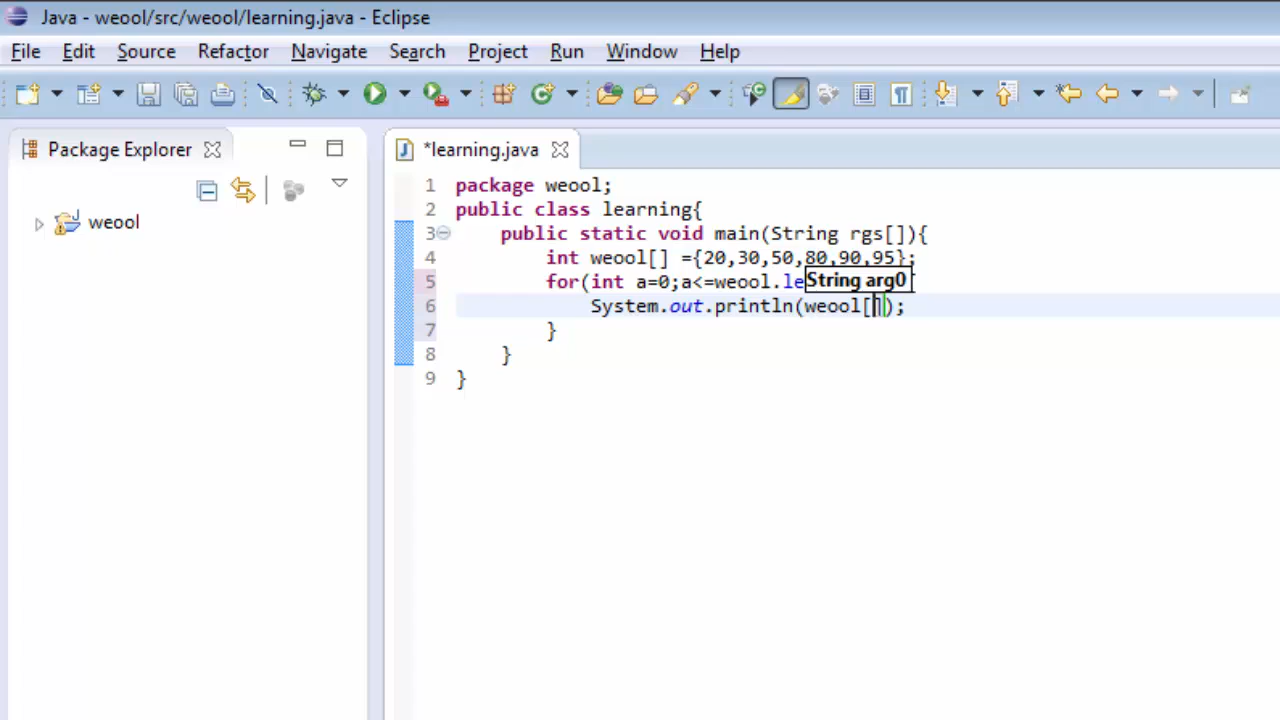 Java - weool/src/weool/learning.java - Eclipse
File Edit Source Refactor Navigate Search Project Run Window Help
Package Explorer
*learning.java
weool
1 package weool;
2 public class learning{
3 public static void main(String rgs[]){
4 int weool[] ={20,30,50,80,90,95};
5 for(int a=0;a<=weool.le
String arg0
6 System.out.println(weool[]);
7 }
8 }
9 }